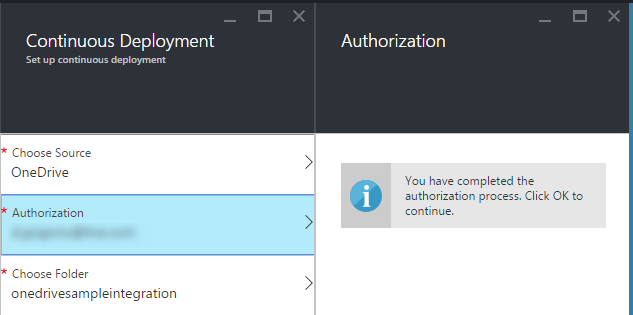 Continuous Deployment
Set up continuous deployment
* Choose Source
OneDrive
* Authorization
* Choose Folder
onedrivesampleintegration
Authorization
You have completed the
authorization process. Click OK to
continue.